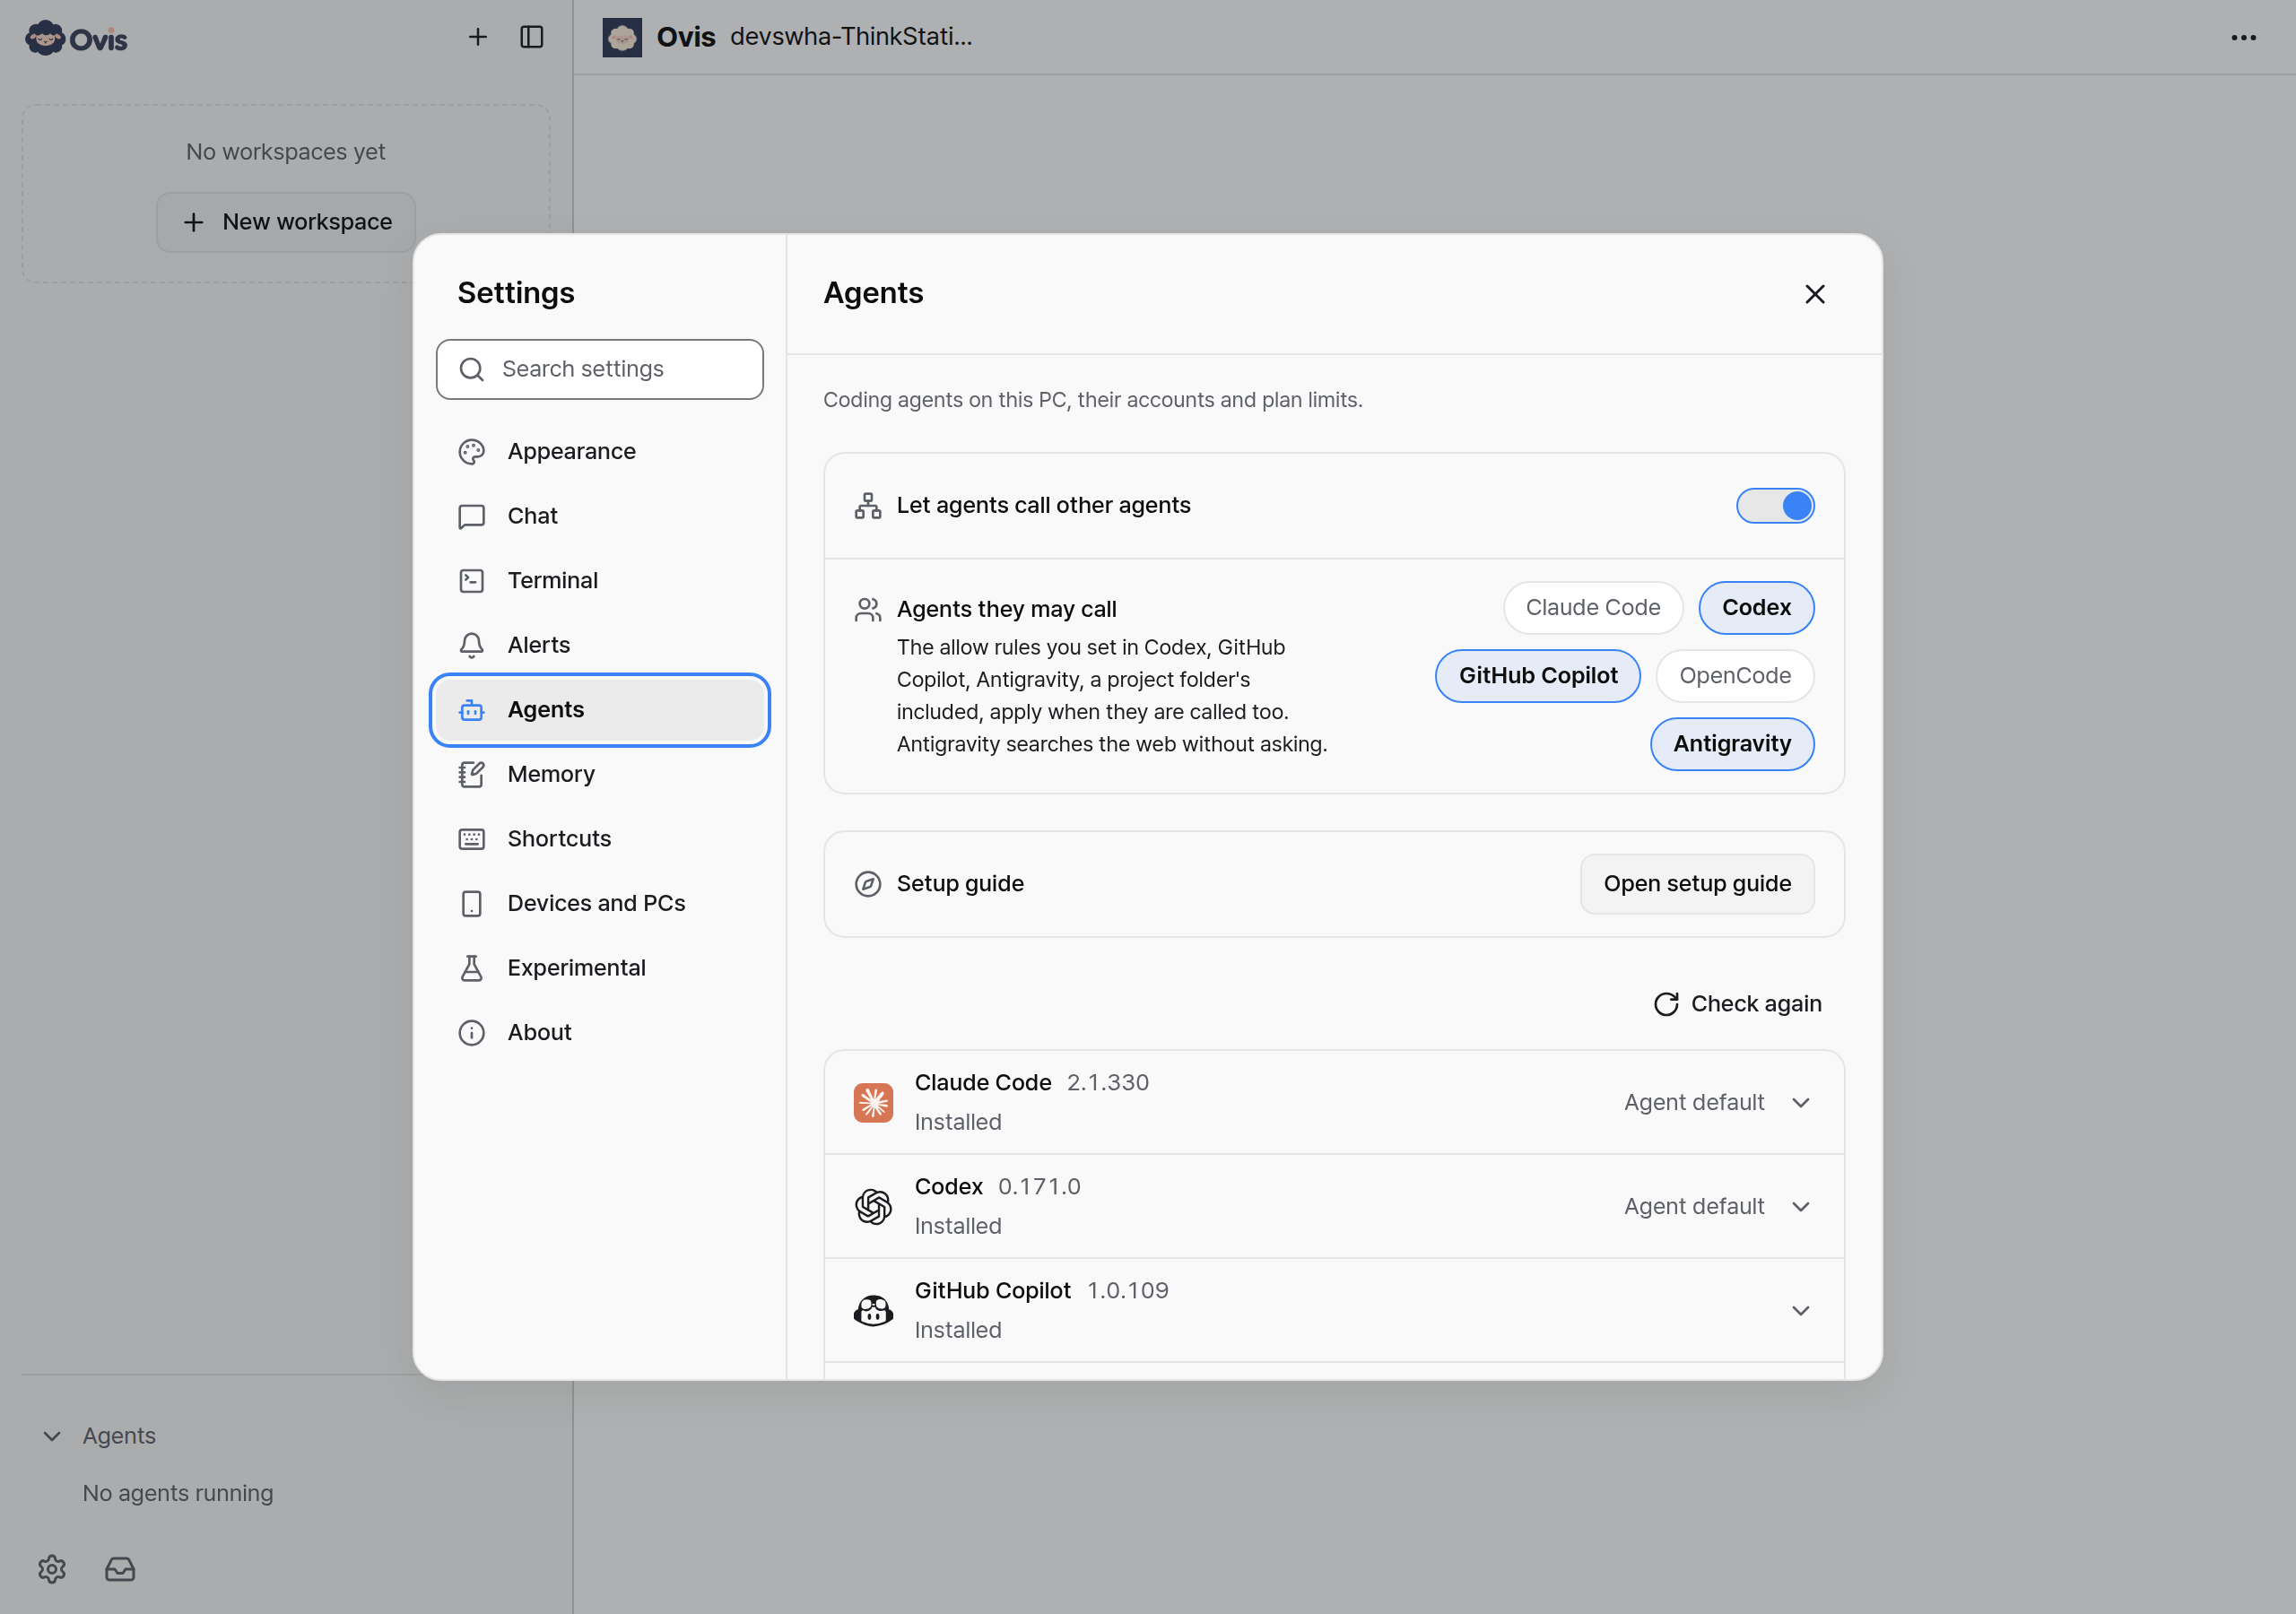 Ovis
Ovis devswha-ThinkStati...
No workspaces yet
New workspace
Settings
Search settings
Appearance
Chat
Terminal
Alerts
Agents
Memory
Shortcuts
Devices and PCs
Experimental
About
Agents
Coding agents on this PC, their accounts and plan limits.
Let agents call other agents
Agents they may call
The allow rules you set in Codex, GitHub
Copilot, Antigravity, a project folder's
included, apply when they are called too.
Antigravity searches the web without asking.
Claude Code Codex
GitHub Copilot OpenCode
Antigravity
Setup guide Open setup guide
Check again
Claude Code 2.1.330
Installed
Agent default
Codex 0.171.0
Installed
Agent default
GitHub Copilot 1.0.109
Installed
Agents
No agents running